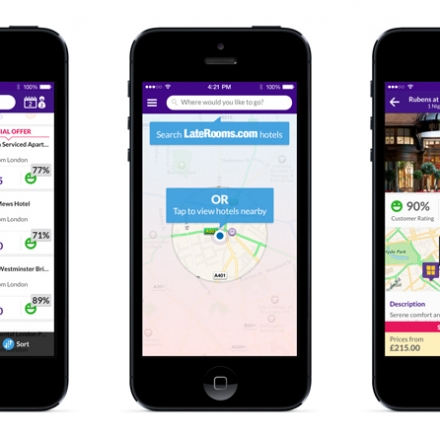 100%
2
IAL OFFER
Serviced Apart...
om London
77%
5
Mews Hotel
om London
71%
0
Westminster Bri...
om London
89%
0
Sort
4:21 PM
100%
Where would you like to go?
Search LateRooms.com hotels
OR
Tap to view hotels nearby
A401
A401
Rubens at
1 Nig
90%
Customer Rating
Hyde Park
Description
Serene comfort an
S
Prices from
£215.00